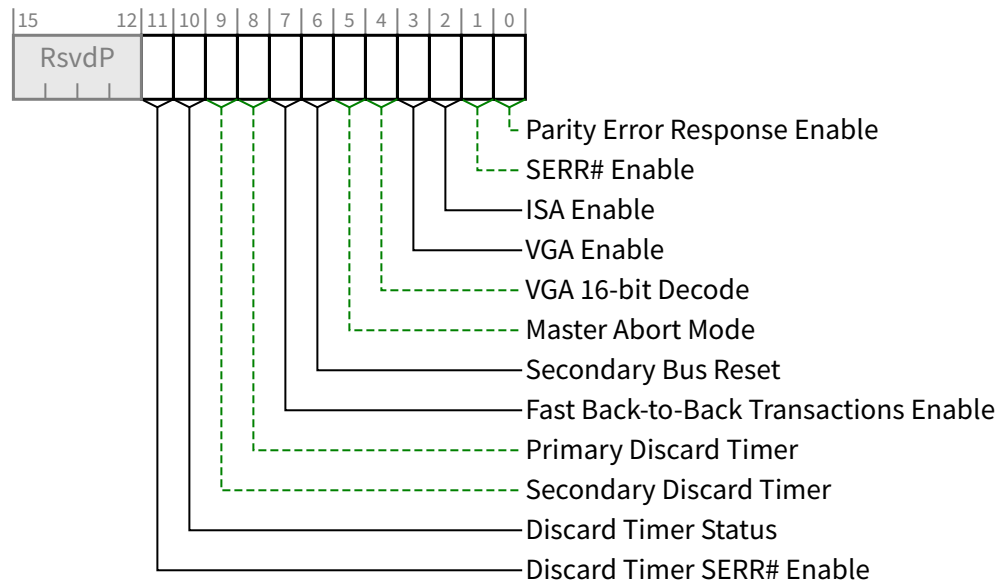 15 12 11 10 9 8 7 6 5 4 3 2 1 0
RsvdP
Parity Error Response Enable
SERR# Enable
ISA Enable
VGA Enable
VGA 16-bit Decode
Master Abort Mode
Secondary Bus Reset
Fast Back-to-Back Transactions Enable
Primary Discard Timer
Secondary Discard Timer
Discard Timer Status
Discard Timer SERR# Enable